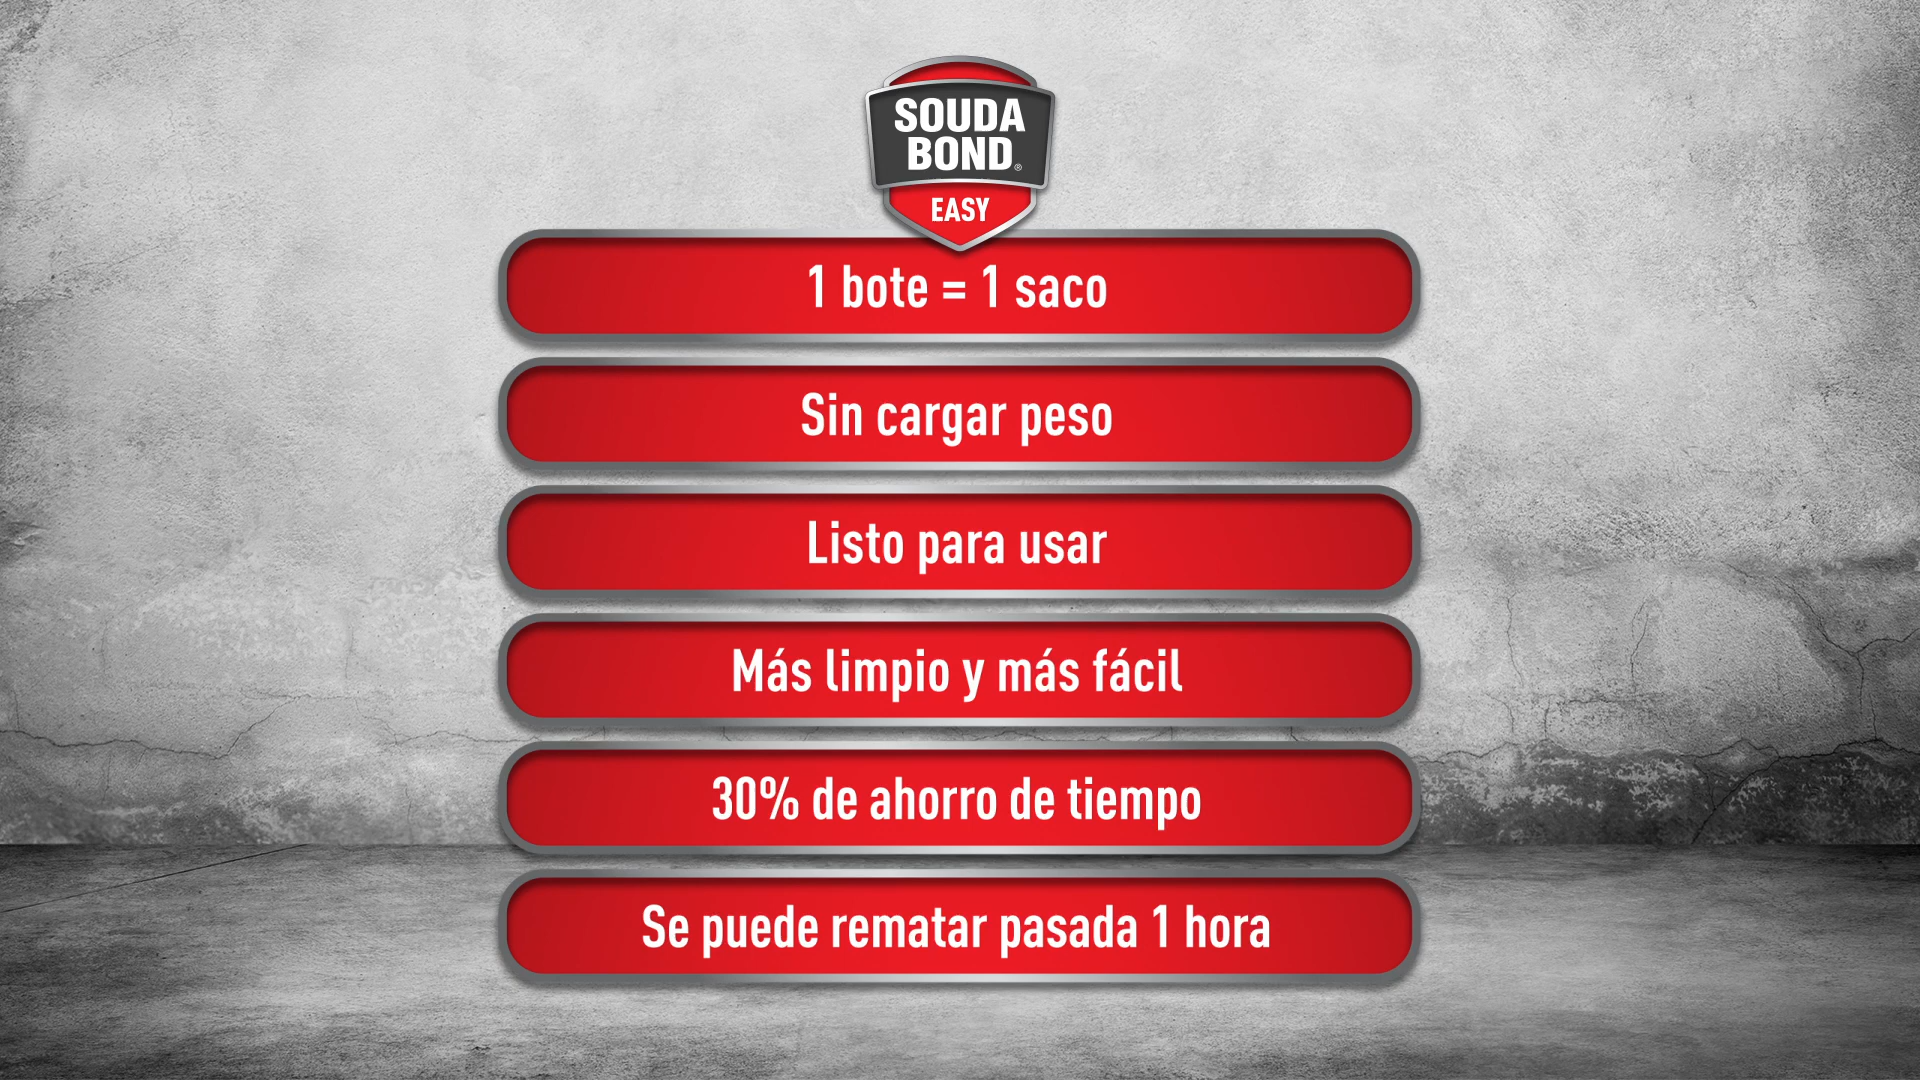 SOUDA
BOND®
EASY
1 bote = 1 saco
Sin cargar peso
Listo para usar
Más limpio y más fácil
30% de ahorro de tiempo
Se puede rematar pasada 1 hora